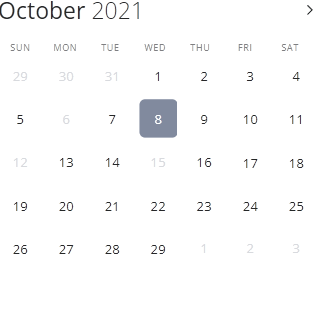 October 2021
SUN MON TUE WED THU FRI SAT
29 30 31 1 2 3 4
5 6 7 8 9 10 11
12 13 14 15 16 17 18
19 20 21 22 23 24 25
26 27 28 29 1 2 3